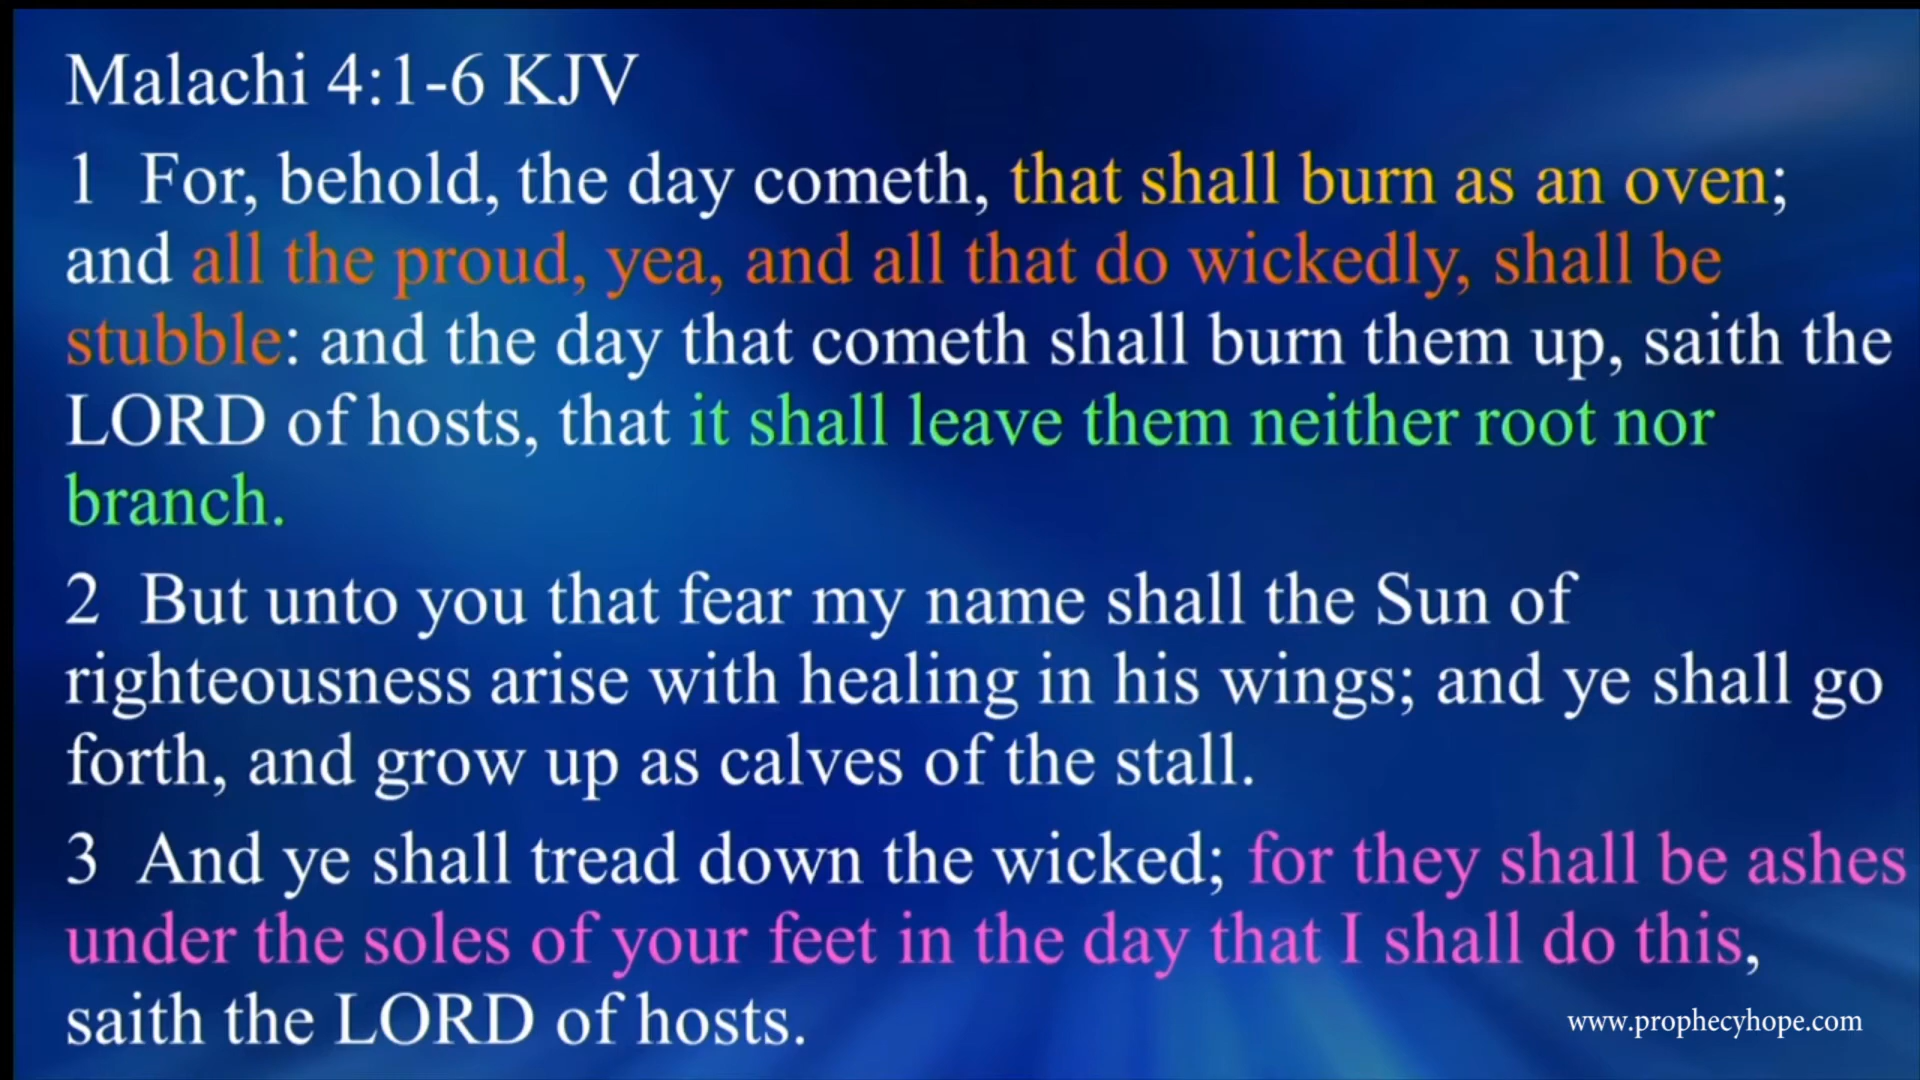 Malachi 4:1-6 KJV
1 For, behold, the day cometh, that shall burn as an oven;
and all the proud, yea, and all that do wickedly, shall be
stubble: and the day that cometh shall burn them up, saith the
LORD of hosts, that it shall leave them neither root nor
branch.
2 But unto you that fear my name shall the Sun of
righteousness arise with healing in his wings; and ye shall go
forth, and grow up as calves of the stall.
3 And ye shall tread down the wicked; for they shall be ashes
under the soles of your feet in the day that I shall do this,
saith the LORD of hosts.
www.prophecyhope.com